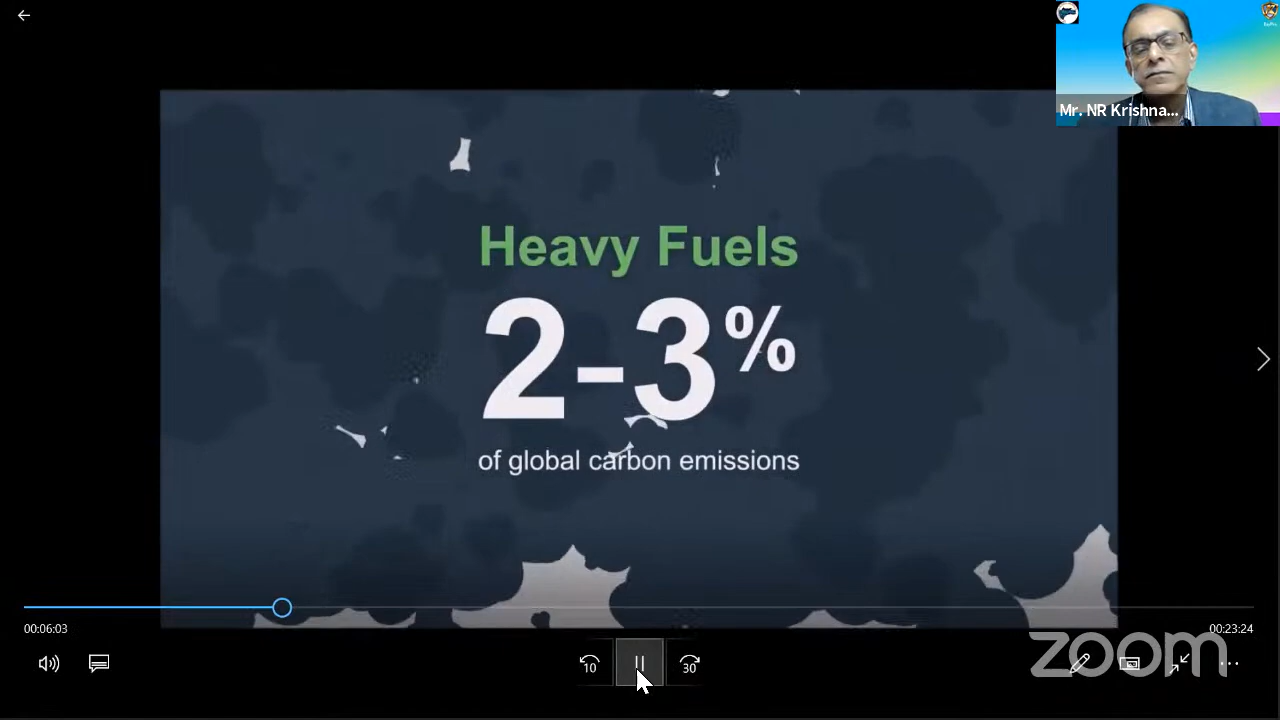 Mr. NR Krishna...
Heavy Fuels
2-3%
of global carbon emissions
00:06:03
00:23:24
10
30
zoom